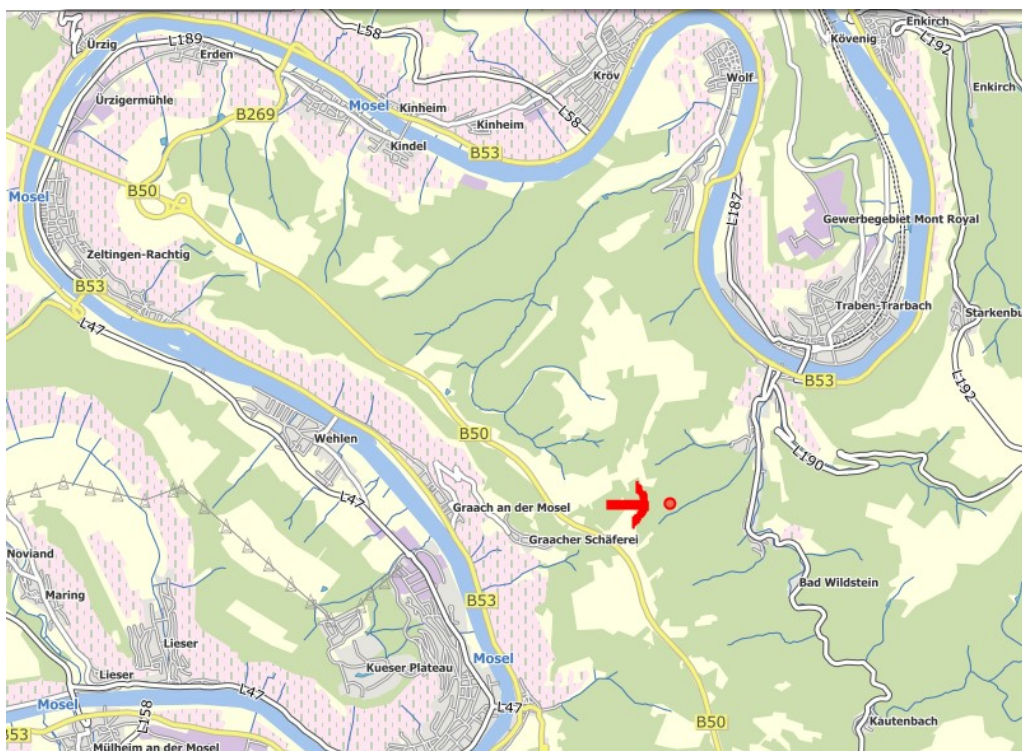 Enkirch
L192
Kövenig
L58
L189
Ürzig
Erden
Kröv
Wolf
Enkirch
Ürzigermühle
Mosel
Kinheim
B269
Kinheim
L58
Kindel
B53
B50
Mosel
L187
Gewerbegebiet Mont Royal
Zeltingen-Rachtig
B53
L47
Traben-Trarbach
Starkenbu
B53
L192
B50
Wehlen
L190
L47
Graach an der Mosel
Graacher Schäferei
Noviand
Bad Wildstein
Maring
B53
Lieser
Mosel
Kueser Plateau
Lieser
L47
L47
Mosel
L158
B50
Kautenbach
B53
Mülheim an der Mosel